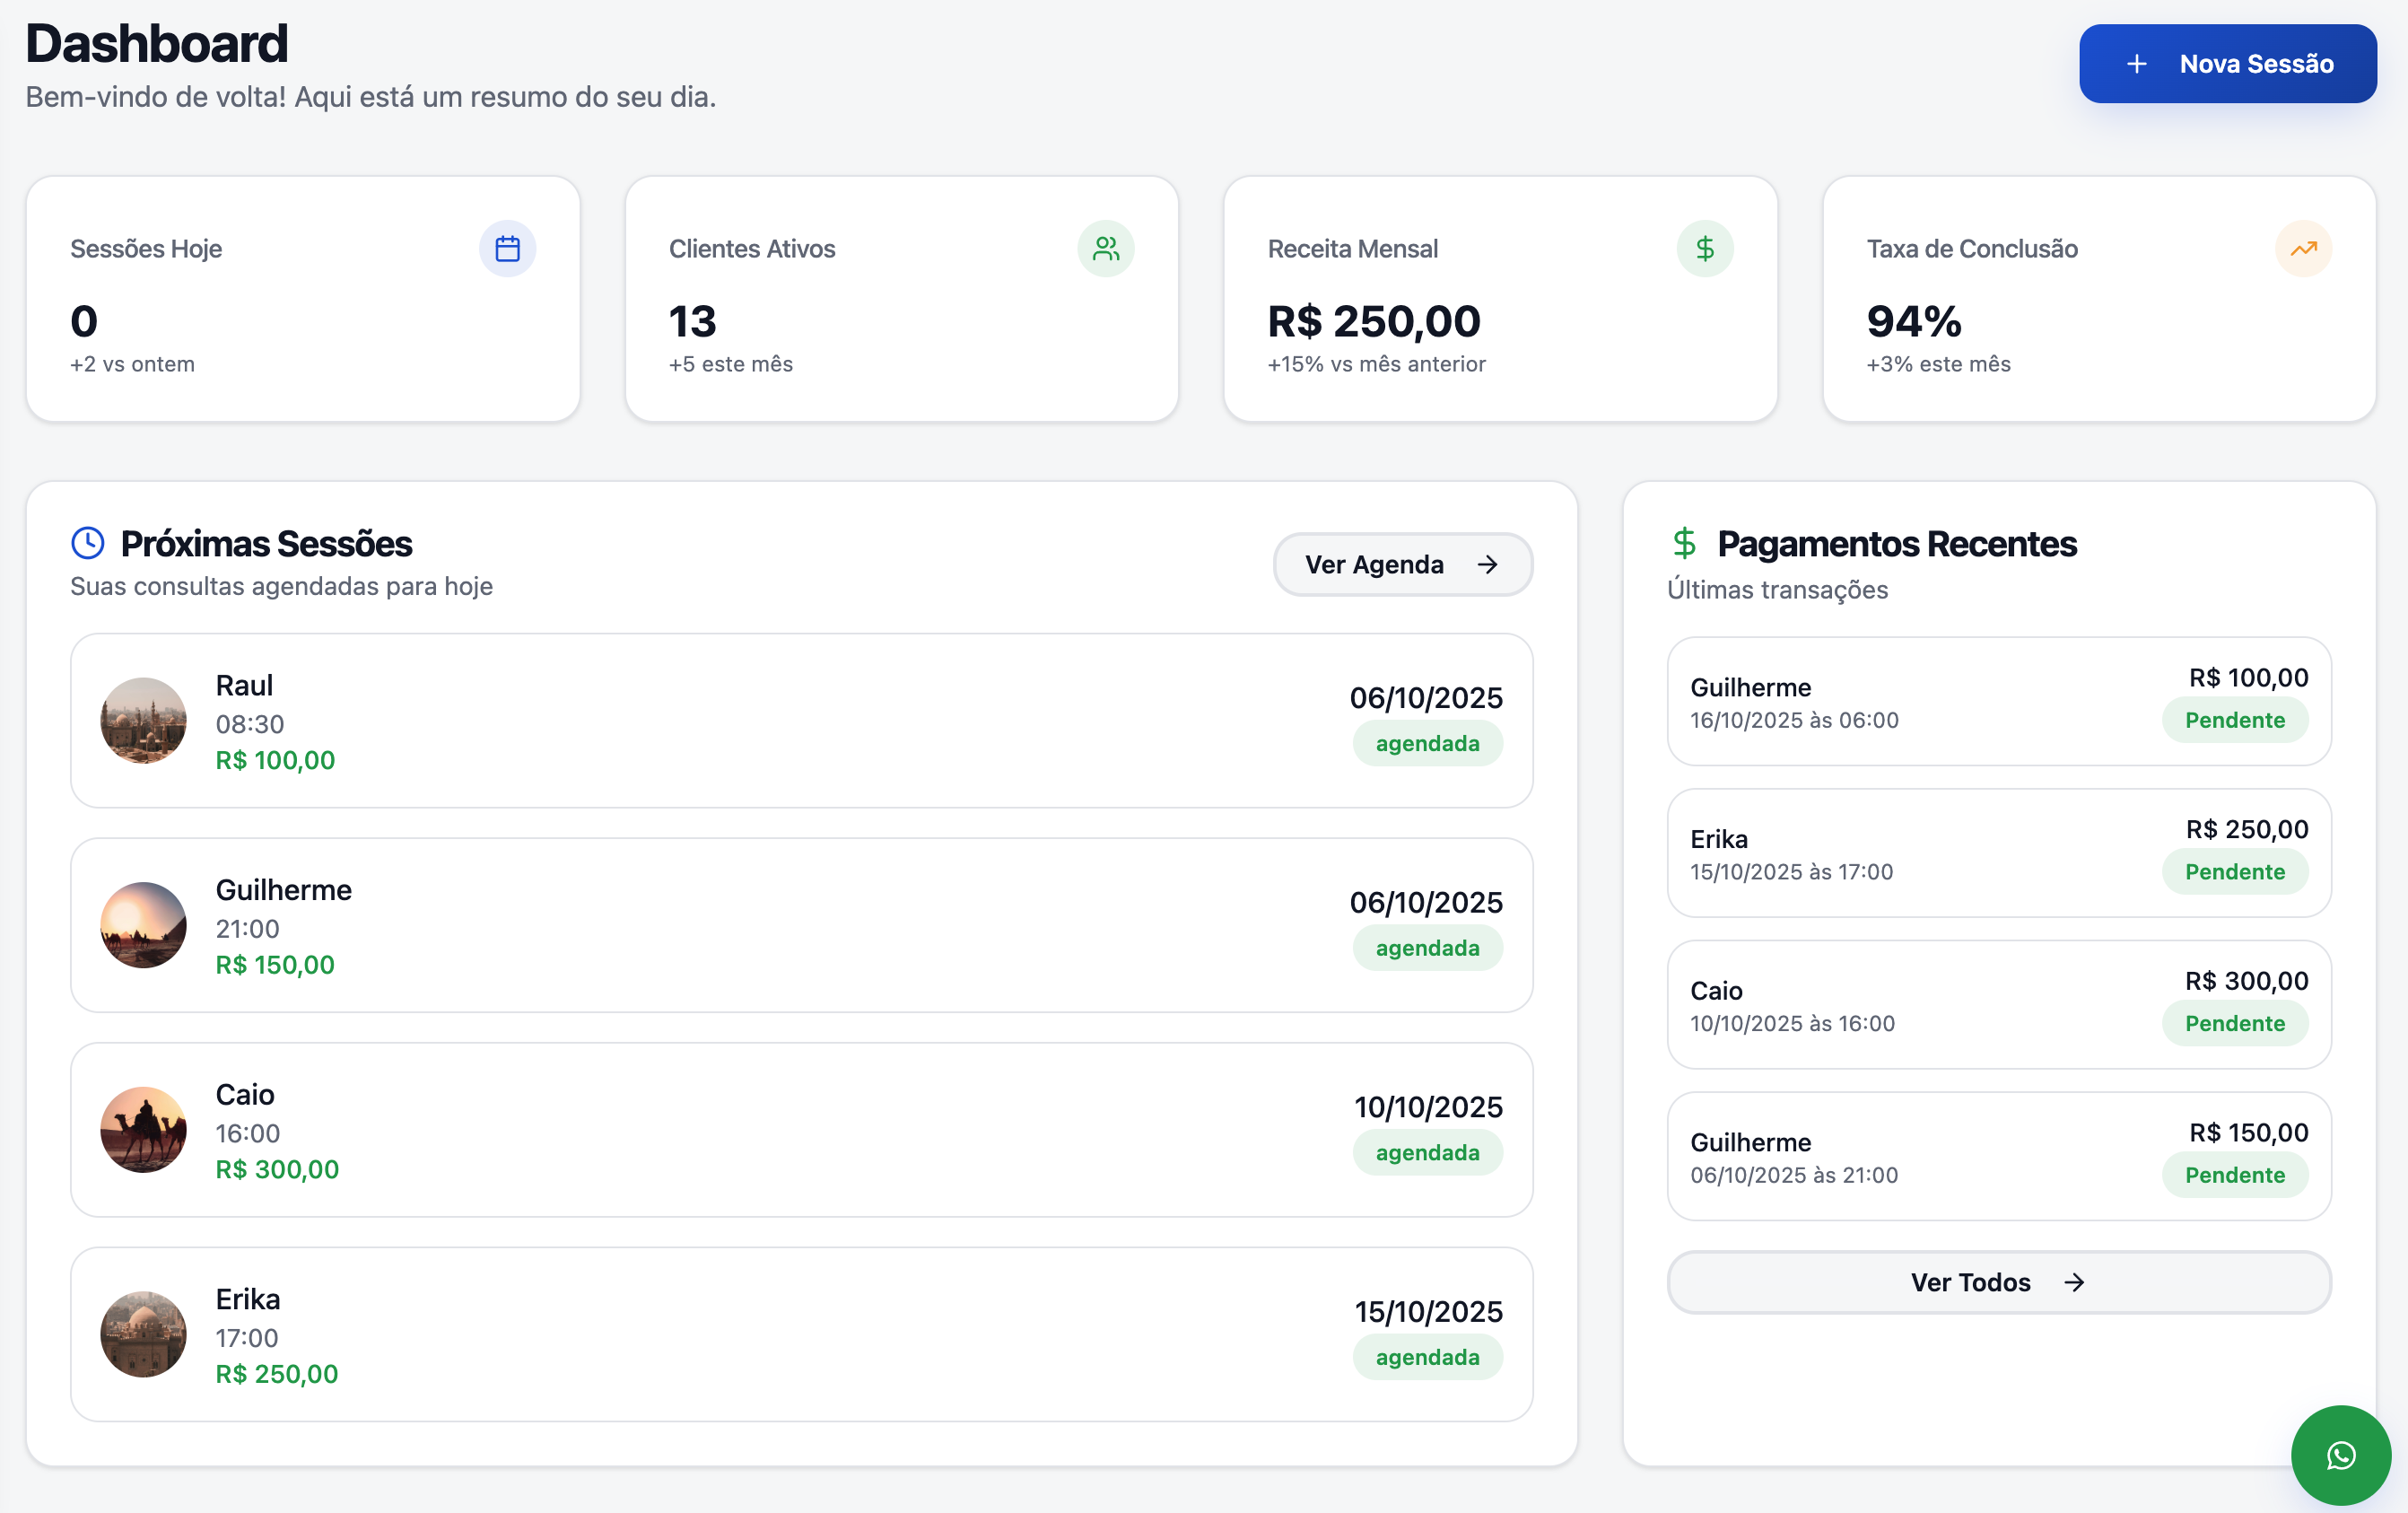 Dashboard
Bem-vindo de volta! Aqui está um resumo do seu dia.
Nova Sessão
Sessões Hoje
0
+2 vs ontem
Clientes Ativos
13
+5 este mês
Receita Mensal
R$ 250,00
+15% vs mês anterior
Taxa de Conclusão
94%
+3% este mês
Próximas Sessões
Suas consultas agendadas para hoje
Ver Agenda
Raul
08:30
R$ 100,00
06/10/2025
agendada
Guilherme
21:00
R$ 150,00
06/10/2025
agendada
Caio
16:00
R$ 300,00
10/10/2025
agendada
Erika
17:00
R$ 250,00
15/10/2025
agendada
Pagamentos Recentes
Últimas transações
Guilherme
16/10/2025 às 06:00
R$ 100,00
Pendente
Erika
15/10/2025 às 17:00
R$ 250,00
Pendente
Caio
10/10/2025 às 16:00
R$ 300,00
Pendente
Guilherme
06/10/2025 às 21:00
R$ 150,00
Pendente
Ver Todos